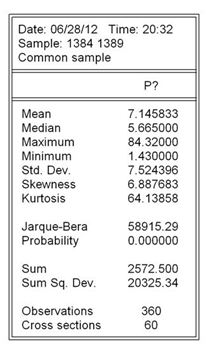 Date: 06/28/12 Time: 20:32
Sample: 1384 1389
Common sample
P?
Mean 7.145833
Median 5.665000
Maximum 84.32000
Minimum 1.430000
Std. Dev. 7.524396
Skewness 6.887683
Kurtosis 64.13858
Jarque-Bera 58915.29
Probability 0.000000
Sum 2572.500
Sum Sq. Dev. 20325.34
Observations 360
Cross sections 60